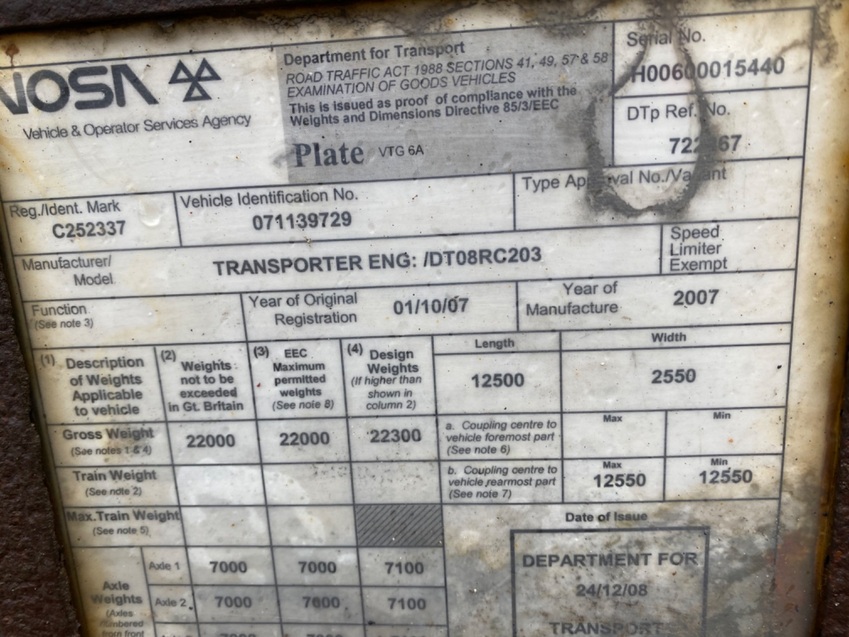 VOSA
Vehicle & Operator Services Agency
Department for Transport
ROAD TRAFFIC ACT 1988 SECTIONS 41, 49, 57 & 58
EXAMINATION OF GOODS VEHICLES
This is issued as proof of compliance with the
Weights and Dimensions Directive 85/3/EEC
Plate VTG 6A
Serial No.
H00600015440
DTp Ref. No.
Reg./Ident. Mark
C252337
Vehicle Identification No.
071139729
Type Approval No./Variant
Manufacturer/
Model
TRANSPORTER ENG: /DT08RC203
Speed
Limiter
Exempt
Function
(See note 3)
Year of Original
Registration
01/10/07
Year of
Manufacture
2007
(1) Description
of Weights
Applicable
to vehicle
(2) Weights
not to be
exceeded
in Gt. Britain
(3) EEC
Maximum
permitted
weights
(See note 8)
(4) Design
Weights
(If higher than
shown in
column 2)
Length
12500
Width
2550
Gross Weight
(See notes 1 & 4)
22000
22000
22300
a. Coupling centre to
vehicle foremost part
(See note 6)
Max
Min
Train Weight
(See note 2)
b. Coupling centre to
vehicle rearmost part
(See note 7)
Max
12550
Min
12550
Max.Train Weight
(See note 5)
Date of Issue
Axle
Weights
(Axles
numbered
from front
Axle 1
7000
7000
7100
Axle 2
7000
7600
7100
DEPARTMENT FOR
24/12/08
TRANSPORT